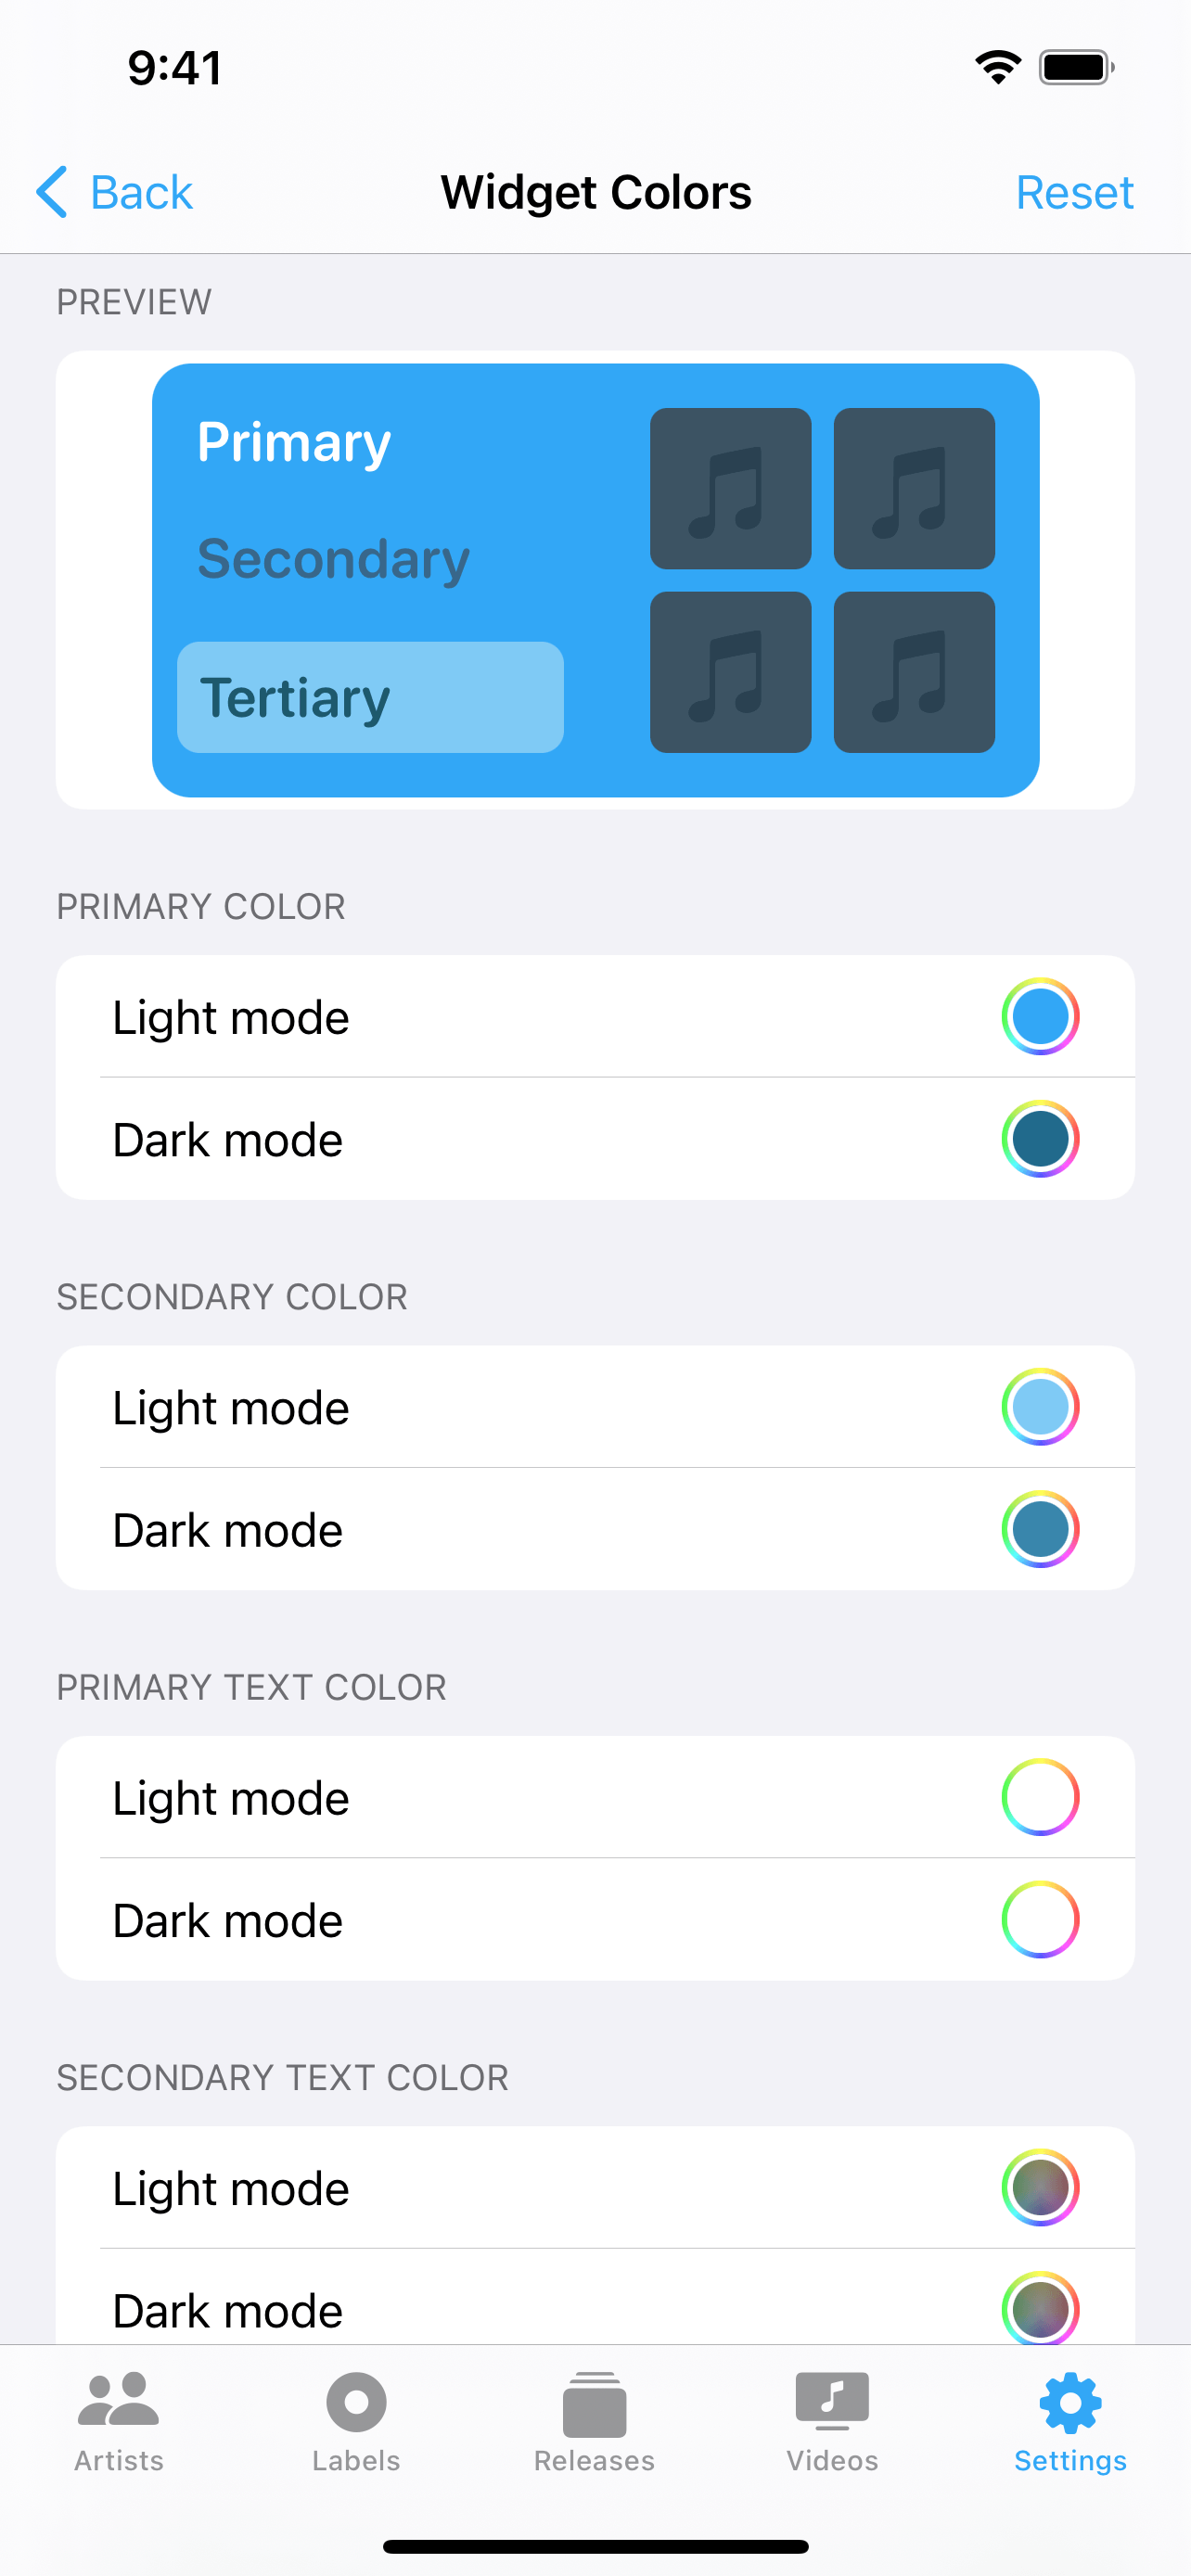 9:41
Back
Widget Colors
Reset
PREVIEW
Primary
Secondary
Tertiary
PRIMARY COLOR
Light mode
Dark mode
SECONDARY COLOR
Light mode
Dark mode
PRIMARY TEXT COLOR
Light mode
Dark mode
SECONDARY TEXT COLOR
Light mode
Dark mode
Artists
Labels
Releases
Videos
Settings